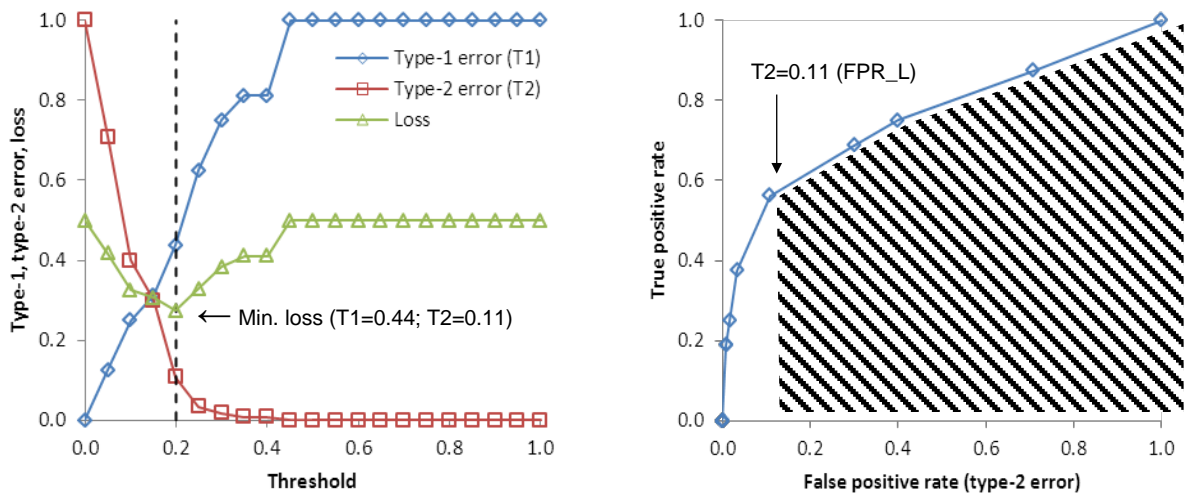 1.0
0.8
0.6
0.4
0.2
0.0
Type-1, type-2 error, loss
Type-1 error (T1)
Type-2 error (T2)
Loss
Min. loss (T1=0.44; T2=0.11)
0.0 0.2 0.4 0.6 0.8 1.0
Threshold
1.0
0.8
0.6
0.4
0.2
0.0
True positive rate
T2=0.11 (FPR_L)
0.0 0.2 0.4 0.6 0.8 1.0
False positive rate (type-2 error)